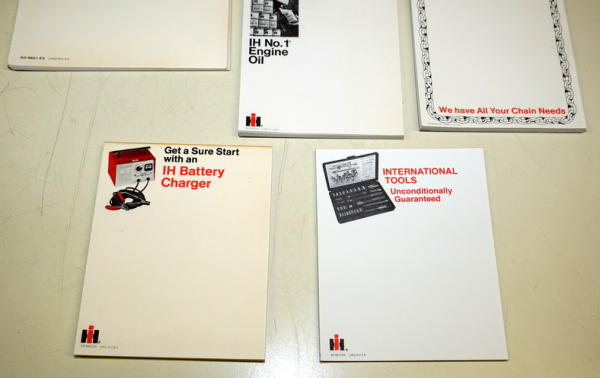 IH No. 1
Engine
Oil
We have All Your Chain Needs
Get a Sure Start
with an
IH Battery
Charger
INTERNATIONAL
TOOLS
Unconditionally
Guaranteed